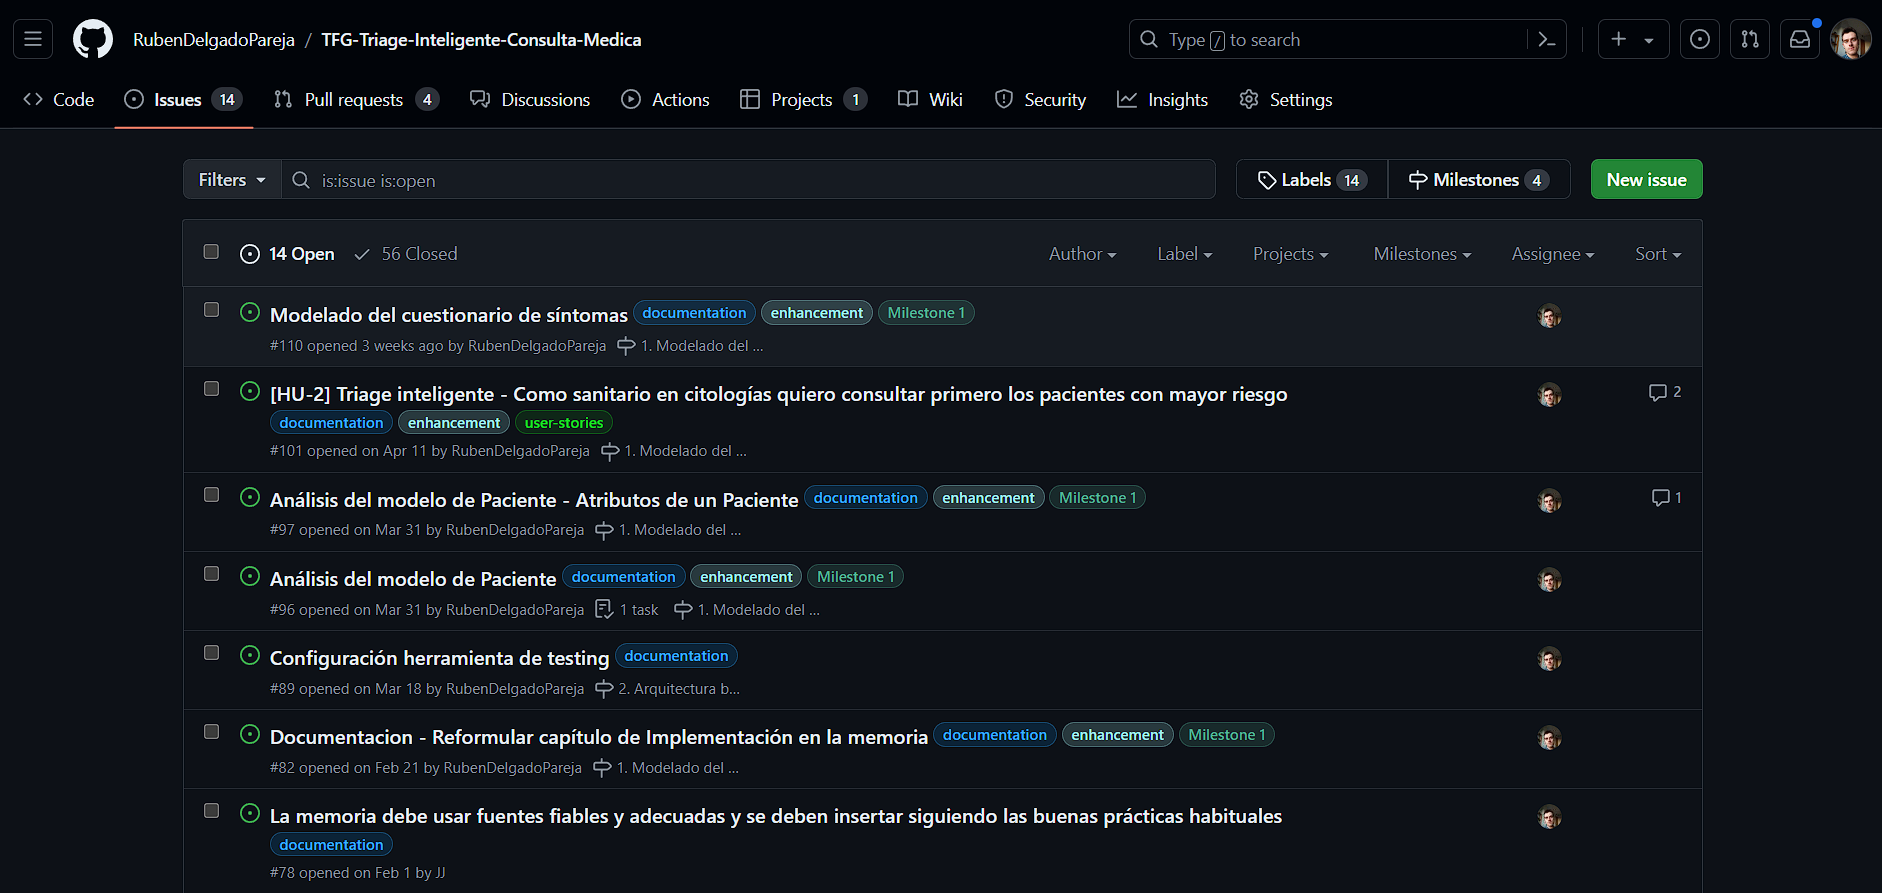 RubenDelgadoPareja / TFG-Triage-Inteligente-Consulta-Medica
Type / to search
Code Issues 14 Pull requests 4 Discussions Actions Projects 1 Wiki Security Insights Settings
Filters is:issue is:open Labels 14 Milestones 4 New issue
14 Open 56 Closed Author Label Projects Milestones Assignee Sort
Modelado del cuestionario de síntomas documentation enhancement Milestone 1
#110 opened 3 weeks ago by RubenDelgadoPareja 1. Modelado del ...
[HU-2] Triage inteligente - Como sanitario en citologías quiero consultar primero los pacientes con mayor riesgo 2
documentation enhancement user-stories
#101 opened on Apr 11 by RubenDelgadoPareja 1. Modelado del ...
Análisis del modelo de Paciente - Atributos de un Paciente documentation enhancement Milestone 1 1
#97 opened on Mar 31 by RubenDelgadoPareja 1. Modelado del ...
Análisis del modelo de Paciente documentation enhancement Milestone 1
#96 opened on Mar 31 by RubenDelgadoPareja 1 task 1. Modelado del ...
Configuración herramienta de testing documentation
#89 opened on Mar 18 by RubenDelgadoPareja 2. Arquitectura b...
Documentacion - Reformular capítulo de Implementación en la memoria documentation enhancement Milestone 1
#82 opened on Feb 21 by RubenDelgadoPareja 1. Modelado del ...
La memoria debe usar fuentes fiables y adecuadas y se deben insertar siguiendo las buenas prácticas habituales
documentation
#78 opened on Feb 1 by JJ